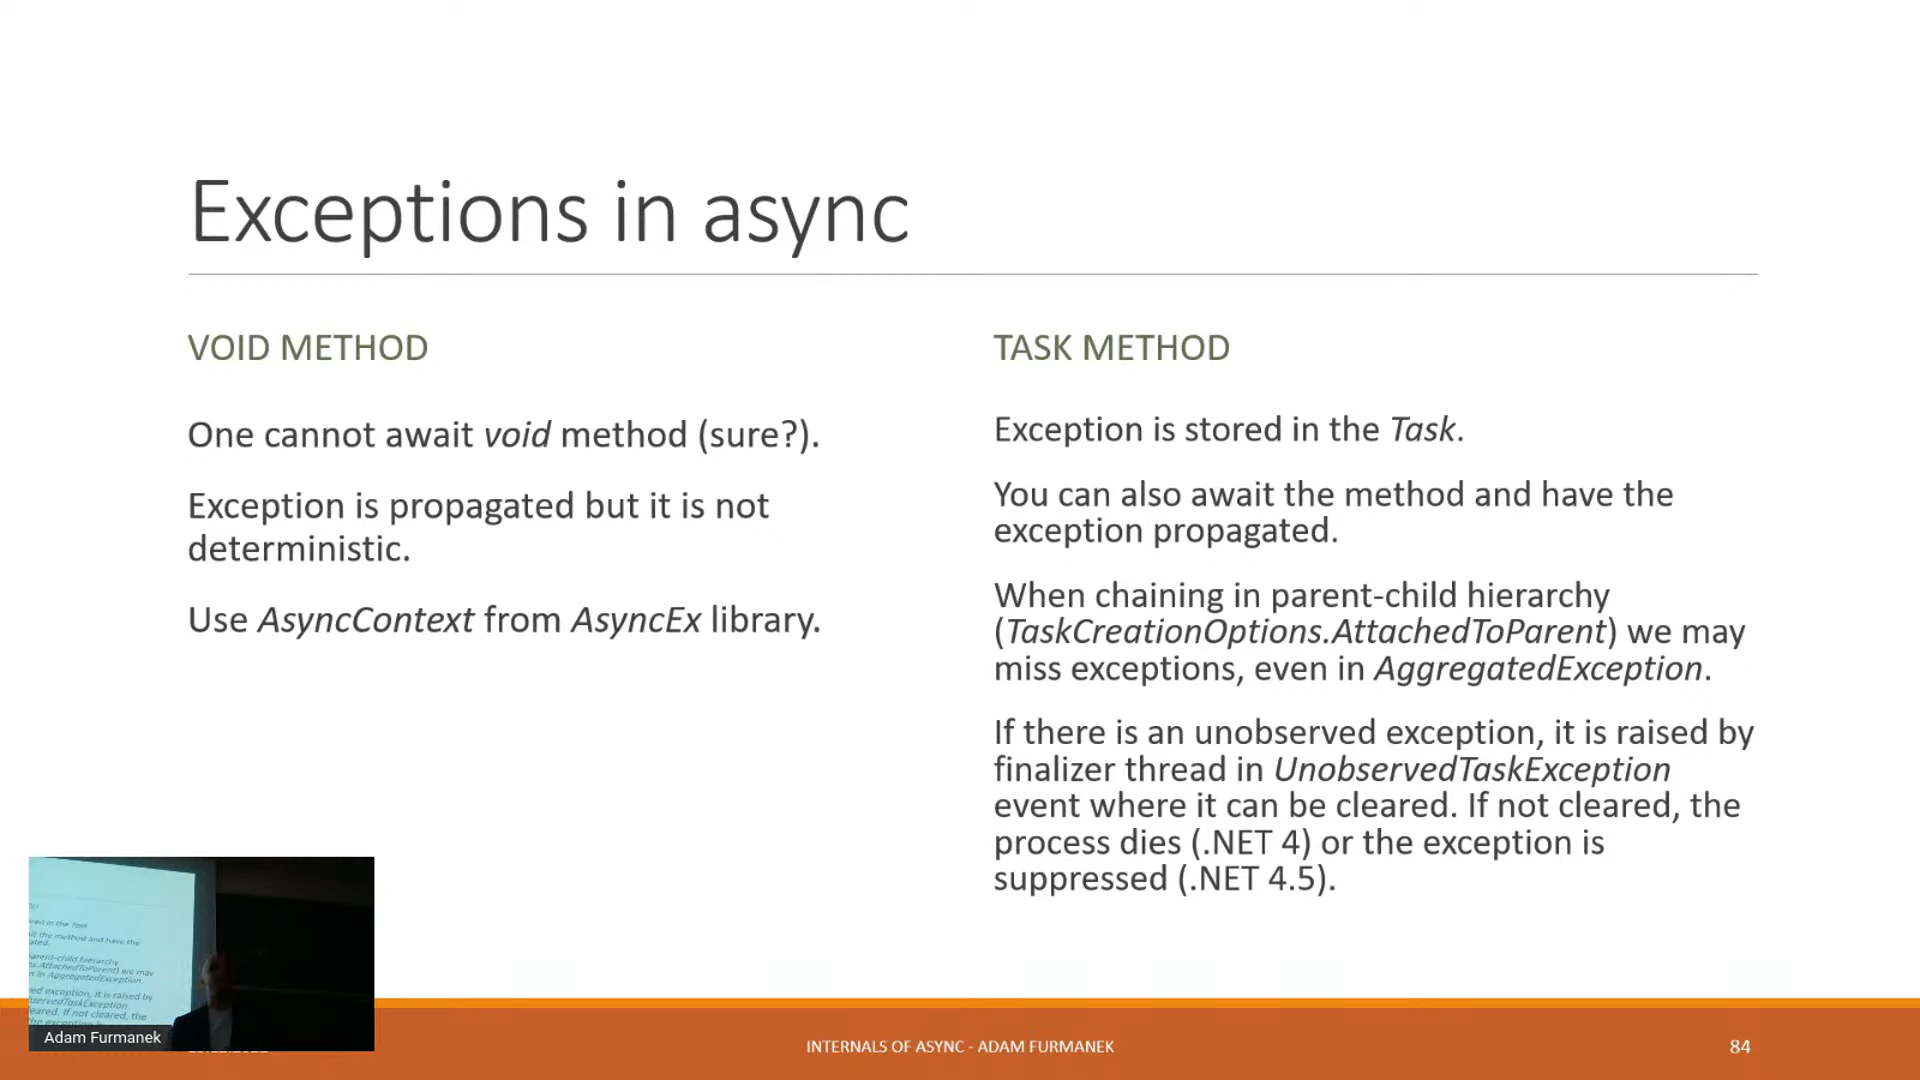 Exceptions in async
VOID METHOD
One cannot await void method (sure?).
Exception is propagated but it is not
deterministic.
Use AsyncContext from AsyncEx library.
TASK METHOD
Exception is stored in the Task.
You can also await the method and have the
exception propagated.
When chaining in parent-child hierarchy
(TaskCreationOptions.AttachedToParent) we may
miss exceptions, even in AggregatedException.
If there is an unobserved exception, it is raised by
finalizer thread in UnobservedTaskException
event where it can be cleared. If not cleared, the
process dies (.NET 4) or the exception is
suppressed (.NET 4.5).
Adam Furmanek
INTERNALS OF ASYNC - ADAM FURMANEK
84